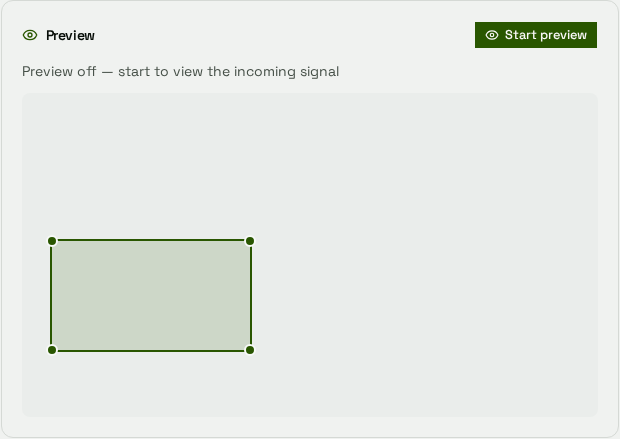 Preview
Start preview
Preview off — start to view the incoming signal